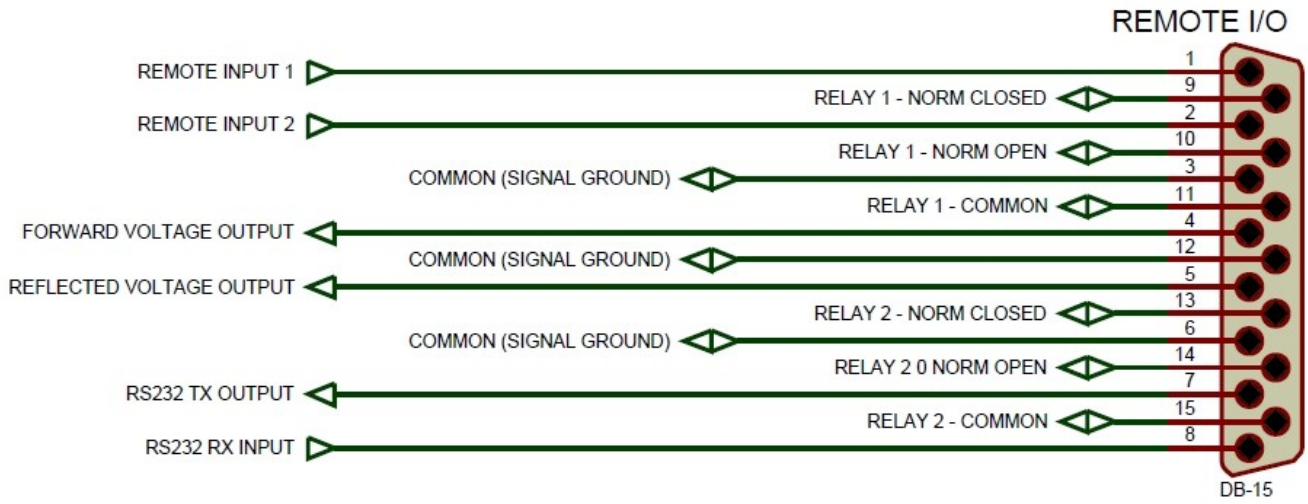 REMOTE I/O
REMOTE INPUT 1
1
RELAY 1 - NORM CLOSED
9
REMOTE INPUT 2
2
RELAY 1 - NORM OPEN
10
COMMON (SIGNAL GROUND)
3
RELAY 1 - COMMON
11
FORWARD VOLTAGE OUTPUT
4
COMMON (SIGNAL GROUND)
12
REFLECTED VOLTAGE OUTPUT
5
RELAY 2 - NORM CLOSED
13
COMMON (SIGNAL GROUND)
6
RELAY 2 0 NORM OPEN
14
RS232 TX OUTPUT
7
RELAY 2 - COMMON
15
RS232 RX INPUT
8
DB-15